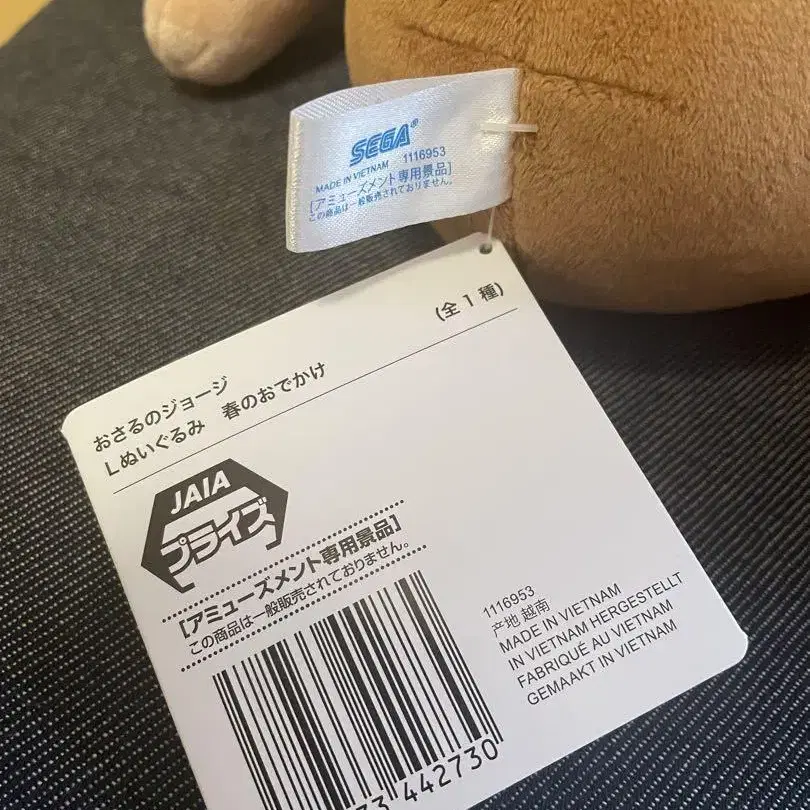 SEGA®
MADE IN VIETNAM 1116953
[アミューズメント専用景品]
この商品は一般販売されておりません。
(全1種)
おさるのジョージ
Lぬいぐるみ 春のおでかけ
JAIA
プライズ
[アミューズメント専用景品]
この商品は一般販売されておりません。
1116953
产地 越南
MADE IN VIETNAM
IN VIETNAM HERGESTELLT
FABRIQUÉ AU VIETNAM
GEMAAKT IN VIETNAM
442730